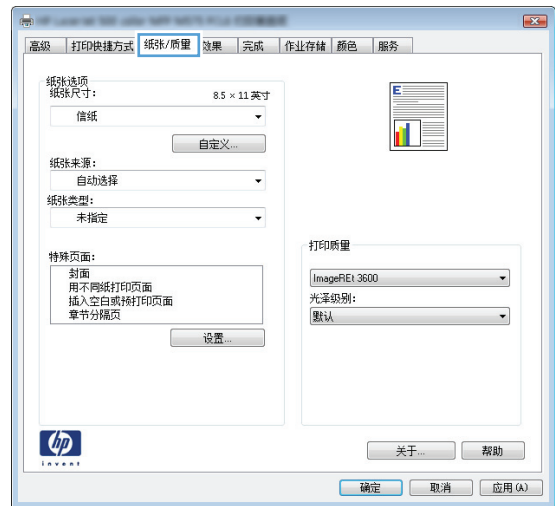 高级 打印快捷方式 纸张/质量 效果 完成 作业存储 颜色 服务
纸张选项
纸张尺寸: 8.5 × 11 英寸
信纸
自定义...
纸张来源:
自动选择
纸张类型:
未指定
特殊页面:
封面
用不同纸打印页面
插入空白或预打印页面
章节分隔页
设置...
E
打印质量
ImageREt 3600
光泽级别:
默认
hp
invent
关于... 帮助
确定 取消 应用(A)